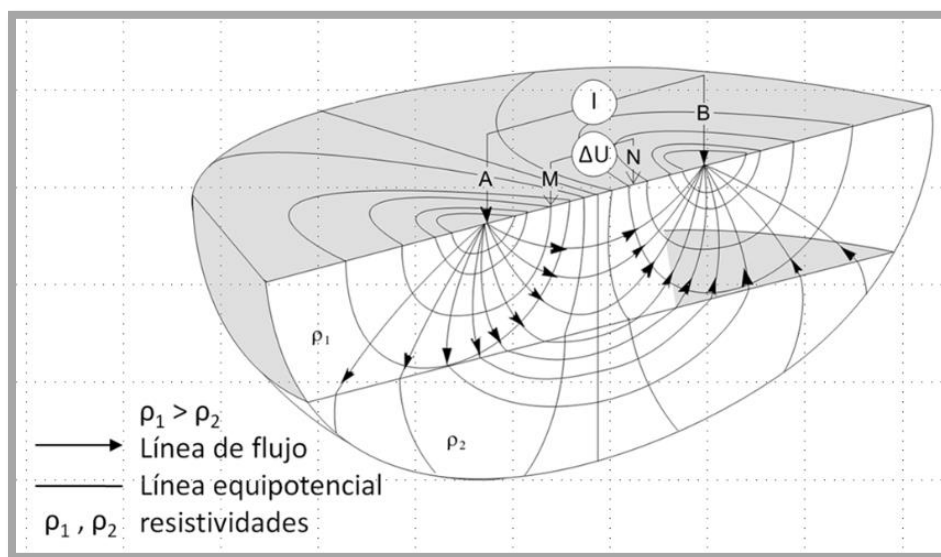 I
B
ΔU
N
A
M
ρ₁
ρ₂
ρ₁ > ρ₂
Línea de flujo
Línea equipotencial
ρ₁ , ρ₂ resistividades